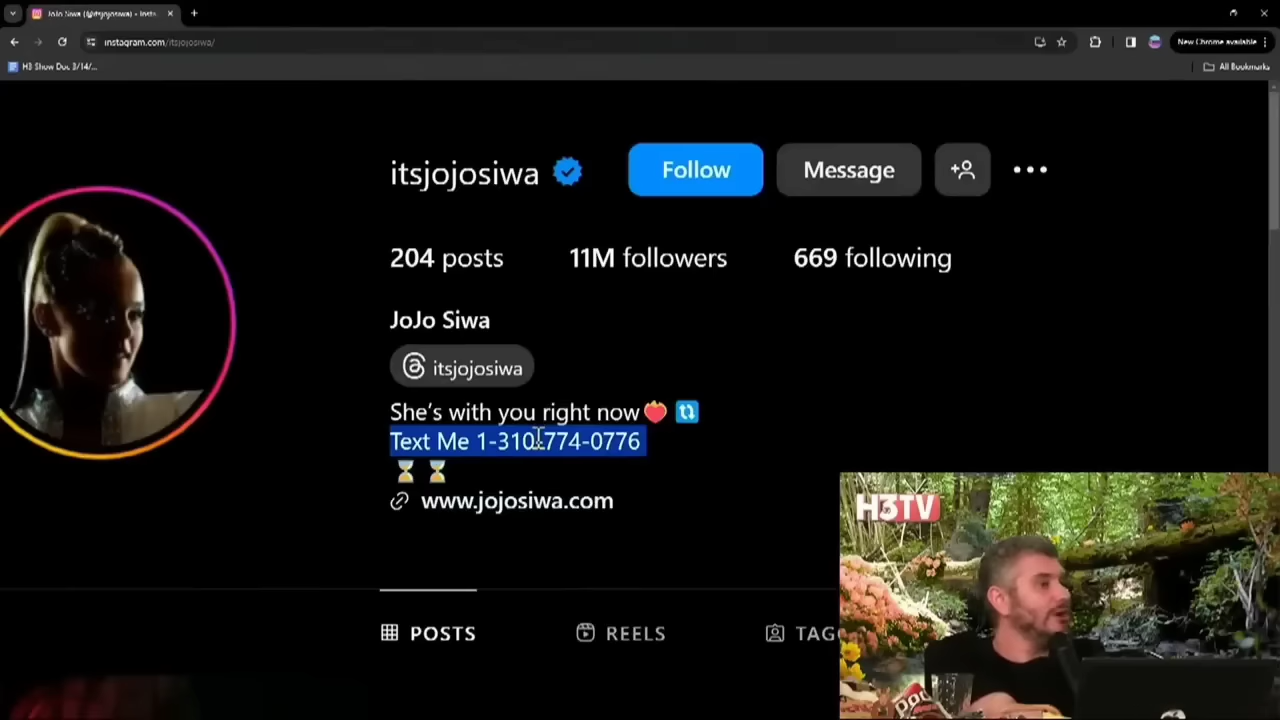 JoJo Siwa (@itsjojosiwa) • Inst
instagram.com/itsjojosiwa/
New Chrome available
H3 Show Doc 3/14/...
All Bookmarks
itsjojosiwa
Follow
Message
204 posts
11M followers
669 following
JoJo Siwa
itsjojosiwa
She's with you right now
Text Me 1-310-774-0776
www.jojosiwa.com
H3TV
POSTS
REELS
TAG